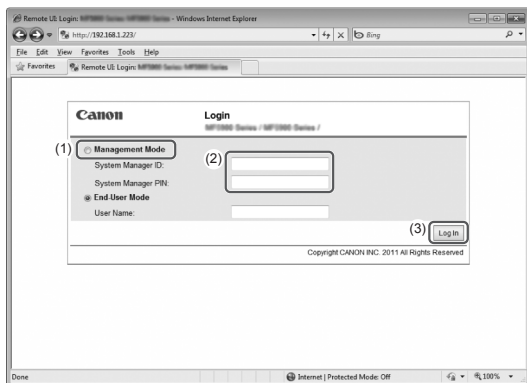 Remote UI: Login: - Windows Internet Explorer
http://192.168.1.223/
Bing
File Edit View Favorites Tools Help
Favorites
Remote UI: Login:
Canon
Login
(1)
Management Mode
(2)
System Manager ID:
System Manager PIN:
End-User Mode
User Name:
(3)
Log In
Copyright CANON INC. 2011 All Rights Reserved
Done
Internet | Protected Mode: Off
100%